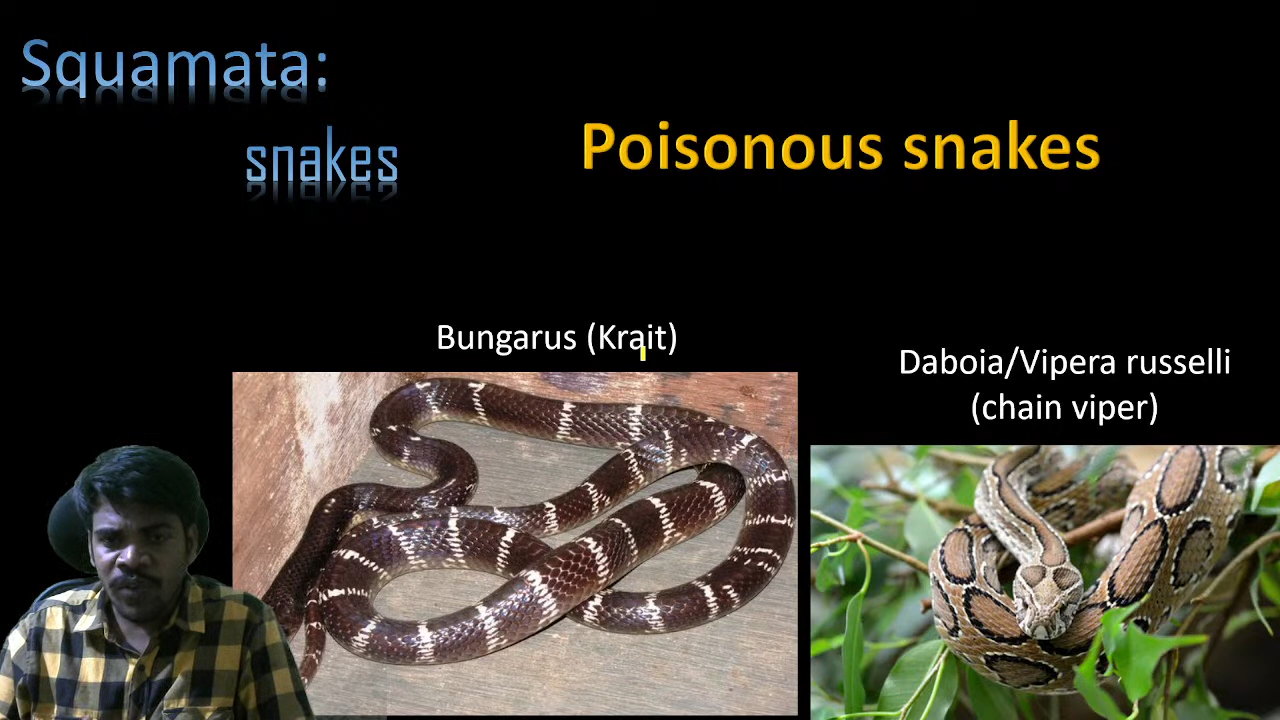 Squamata:
snakes
Poisonous snakes
Bungarus (Krait)
Daboia/Vipera russelli
(chain viper)